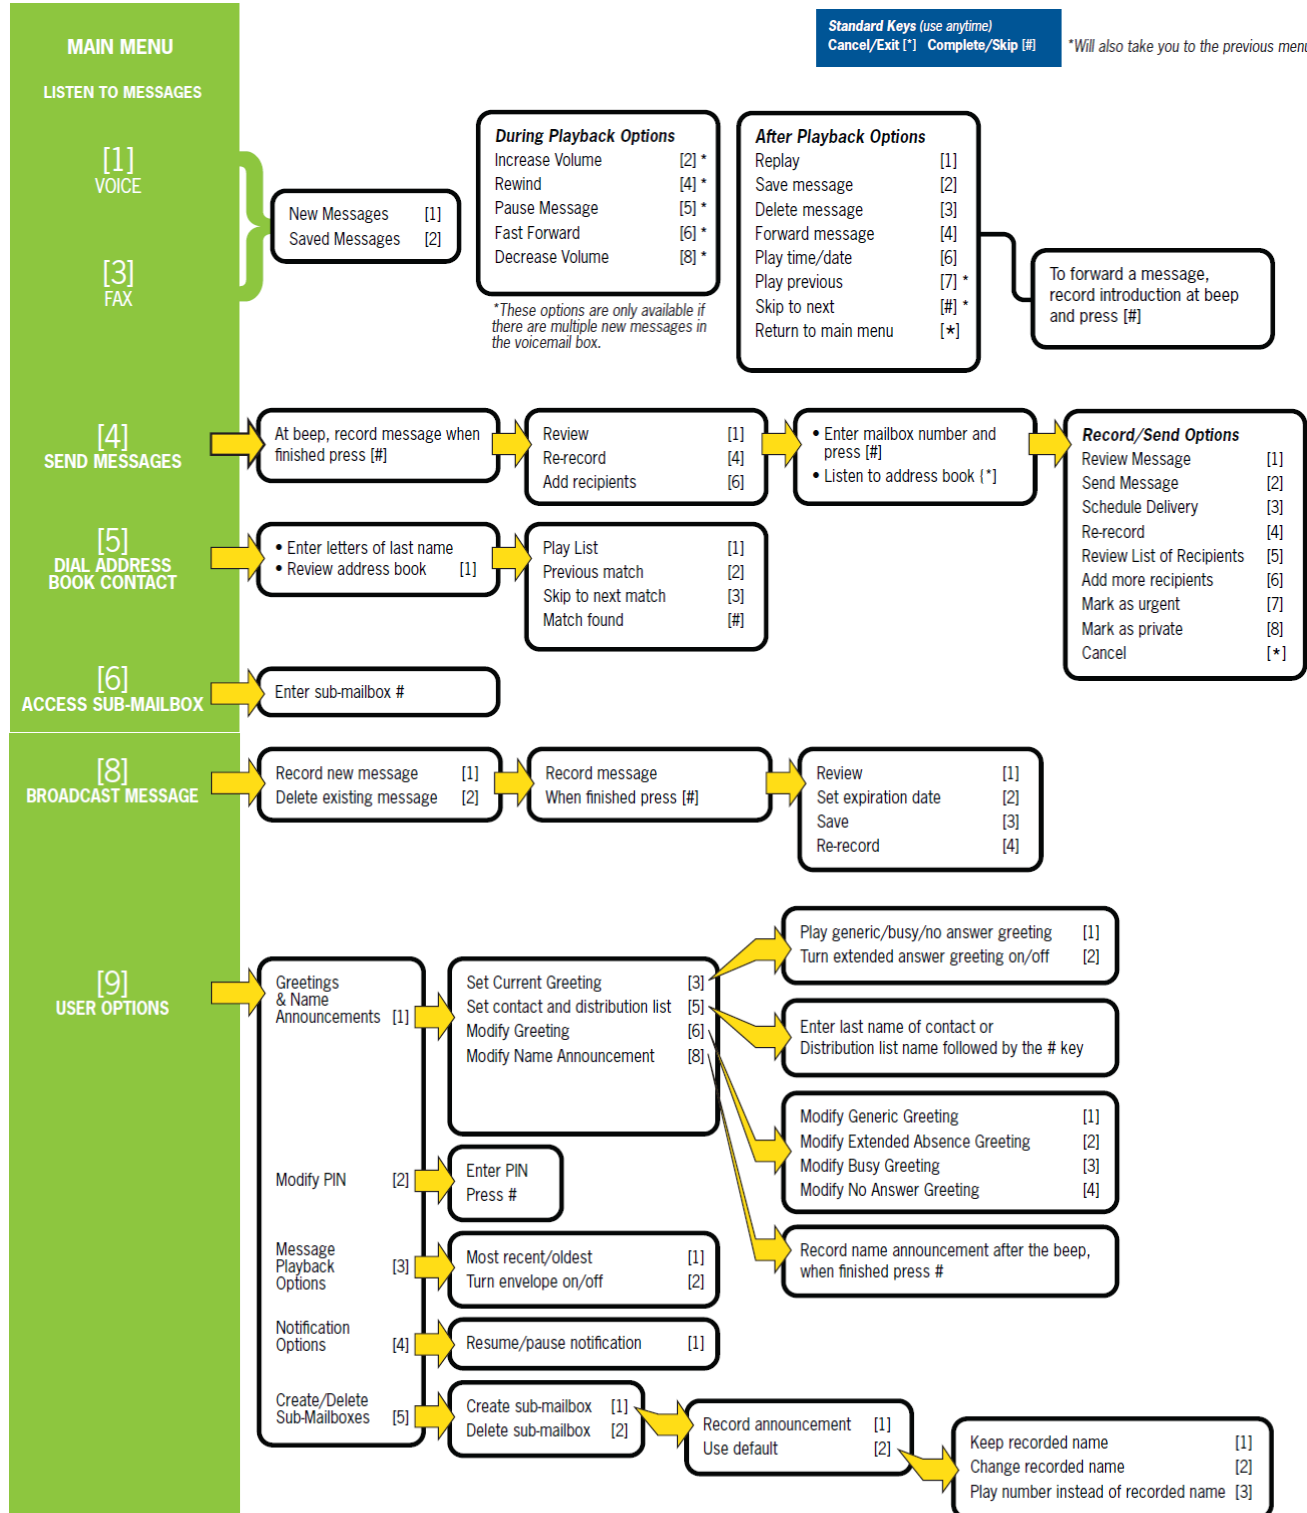 MAIN MENU
Standard Keys (use anytime)
Cancel/Exit [*] Complete/Skip [#]
*Will also take you to the previous menu
LISTEN TO MESSAGES
[1]
VOICE
[3]
FAX
New Messages [1]
Saved Messages [2]
During Playback Options
Increase Volume [2] *
Rewind [4] *
Pause Message [5] *
Fast Forward [6] *
Decrease Volume [8] *
*These options are only available if
there are multiple new messages in
the voicemail box.
After Playback Options
Replay [1]
Save message [2]
Delete message [3]
Forward message [4]
Play time/date [6]
Play previous [7] *
Skip to next [#] *
Return to main menu [*]
To forward a message,
record introduction at beep
and press [#]
[4]
SEND MESSAGES
At beep, record message when
finished press [#]
Review [1]
Re-record [4]
Add recipients [6]
• Enter mailbox number and
press [#]
• Listen to address book {*]
Record/Send Options
Review Message [1]
Send Message [2]
Schedule Delivery [3]
Re-record [4]
Review List of Recipients [5]
Add more recipients [6]
Mark as urgent [7]
Mark as private [8]
Cancel [*]
[5]
DIAL ADDRESS
BOOK CONTACT
• Enter letters of last name
• Review address book [1]
Play List [1]
Previous match [2]
Skip to next match [3]
Match found [#]
[6]
ACCESS SUB-MAILBOX
Enter sub-mailbox #
[8]
BROADCAST MESSAGE
Record new message [1]
Delete existing message [2]
Record message
When finished press [#]
Review [1]
Set expiration date [2]
Save [3]
Re-record [4]
[9]
USER OPTIONS
Greetings
& Name
Announcements [1]
Set Current Greeting [3]
Set contact and distribution list [5]
Modify Greeting [6]
Modify Name Announcement [8]
Play generic/busy/no answer greeting [1]
Turn extended answer greeting on/off [2]
Enter last name of contact or
Distribution list name followed by the # key
Modify Generic Greeting [1]
Modify Extended Absence Greeting [2]
Modify Busy Greeting [3]
Modify No Answer Greeting [4]
Record name announcement after the beep,
when finished press #
Modify PIN [2]
Enter PIN
Press #
Message
Playback
Options [3]
Most recent/oldest [1]
Turn envelope on/off [2]
Notification
Options [4]
Resume/pause notification [1]
Create/Delete
Sub-Mailboxes [5]
Create sub-mailbox [1]
Delete sub-mailbox [2]
Record announcement [1]
Use default [2]
Keep recorded name [1]
Change recorded name [2]
Play number instead of recorded name [3]